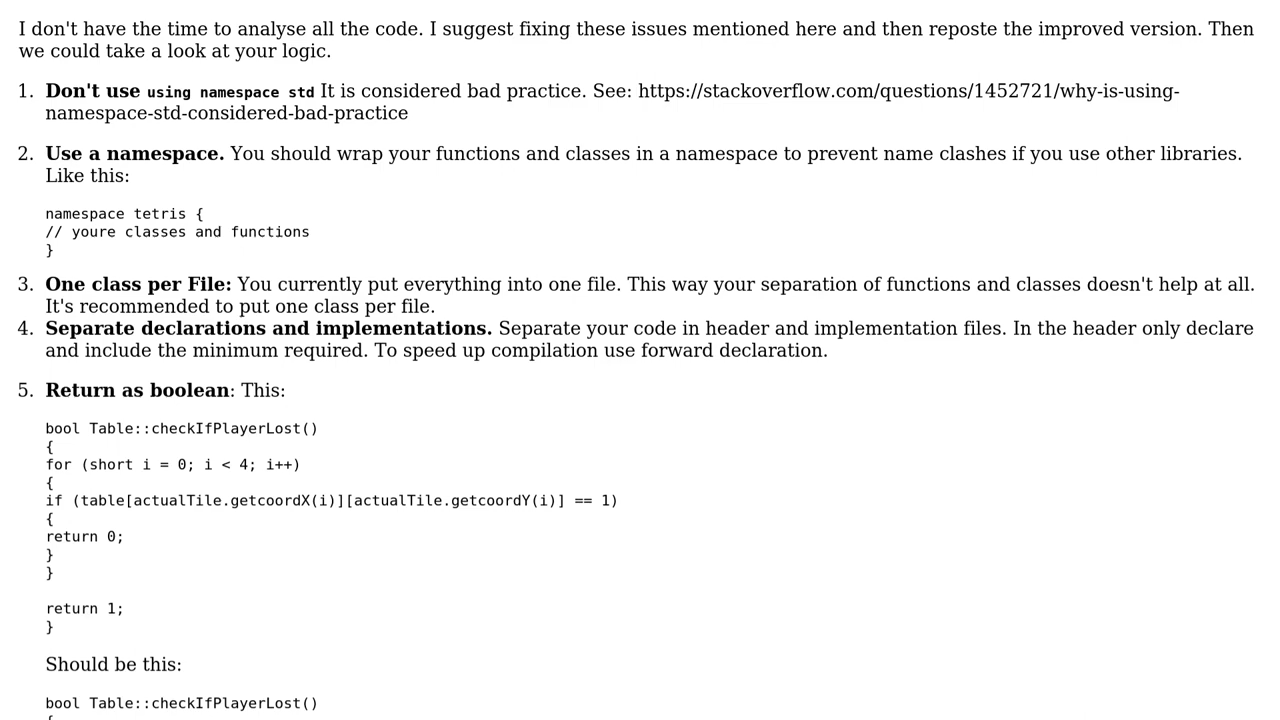 I don't have the time to analyse all the code. I suggest fixing these issues mentioned here and then reposte the improved version. Then
we could take a look at your logic.
1. Don't use using namespace std It is considered bad practice. See: https://stackoverflow.com/questions/1452721/why-is-using-
namespace-std-considered-bad-practice
2. Use a namespace. You should wrap your functions and classes in a namespace to prevent name clashes if you use other libraries.
Like this:
namespace tetris {
// youre classes and functions
}
3. One class per File: You currently put everything into one file. This way your separation of functions and classes doesn't help at all.
It's recommended to put one class per file.
4. Separate declarations and implementations. Separate your code in header and implementation files. In the header only declare
and include the minimum required. To speed up compilation use forward declaration.
5. Return as boolean: This:
bool Table::checkIfPlayerLost()
{
for (short i = 0; i < 4; i++)
{
if (table[actualTile.getcoordX(i)][actualTile.getcoordY(i)] == 1)
{
return 0;
}
}
return 1;
}
Should be this:
bool Table::checkIfPlayerLost()
{